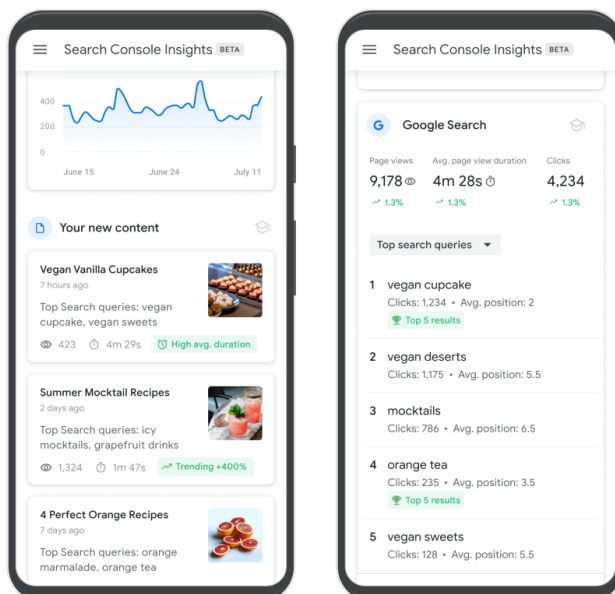 Search Console Insights BETA
400
200
0
June 15 June 24 July 11
Your new content
Vegan Vanilla Cupcakes
7 hours ago
Top Search queries: vegan
cupcake, vegan sweets
423 4m 29s High avg. duration
Summer Mocktail Recipes
2 days ago
Top Search queries: icy
mocktails, grapefruit drinks
1,324 1m 47s Trending +400%
4 Perfect Orange Recipes
7 days ago
Top Search queries: orange
marmalade, orange tea
Search Console Insights BETA
G Google Search
Page views Avg. page view duration Clicks
9,178 4m 28s 4,234
1.3% 1.3% 1.3%
Top search queries
1 vegan cupcake
Clicks: 1,234 • Avg. position: 2
Top 5 results
2 vegan deserts
Clicks: 1,175 • Avg. position: 5.5
3 mocktails
Clicks: 786 • Avg. position: 6.5
4 orange tea
Clicks: 235 • Avg. position: 3.5
Top 5 results
5 vegan sweets
Clicks: 128 • Avg. position: 5.5